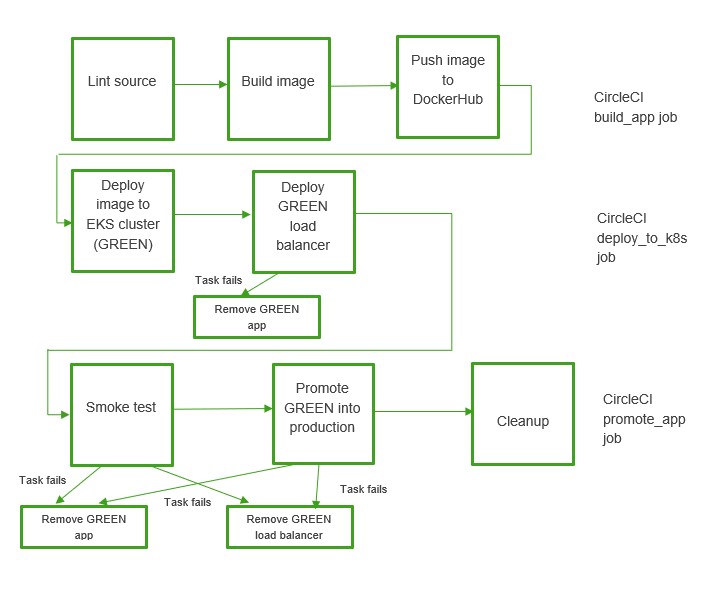 Lint source
Build image
Push image
to
DockerHub
CircleCI
build_app job
Deploy
image to
EKS cluster
(GREEN)
Deploy
GREEN
load
balancer
CircleCI
deploy_to_k8s
job
Task fails
Remove GREEN
app
Smoke test
Promote
GREEN into
production
Cleanup
CircleCI
promote_app
job
Task fails
Task fails
Task fails
Remove GREEN
app
Remove GREEN
load balancer